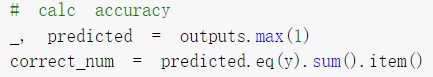 # calc accuracy
_, predicted = outputs.max(1)
correct_num = predicted.eq(y).sum().item()